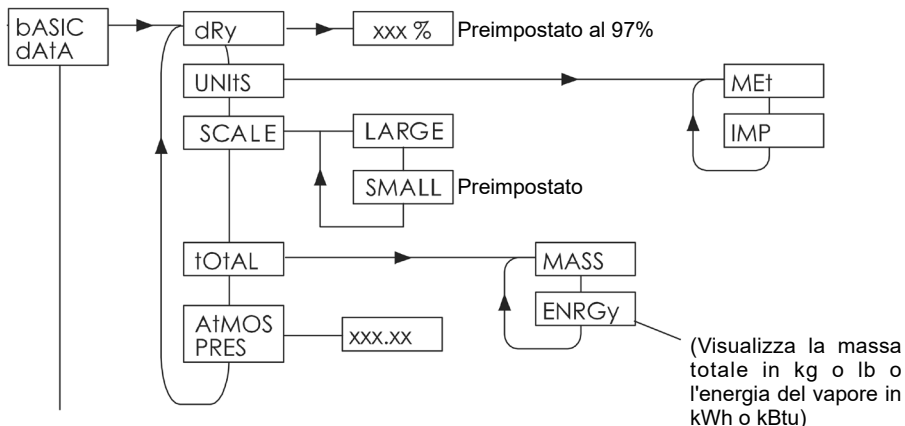 bASIC
dAtA
dRy
xxx % Preimpostato al 97%
UNItS
MEt
IMP
SCALE
LARGE
SMALL Preimpostato
tOtAL
MASS
ENRGy
AtMOS
PRES
xxx.xx
(Visualizza la massa
totale in kg o lb o
l'energia del vapore in
kWh o kBtu)